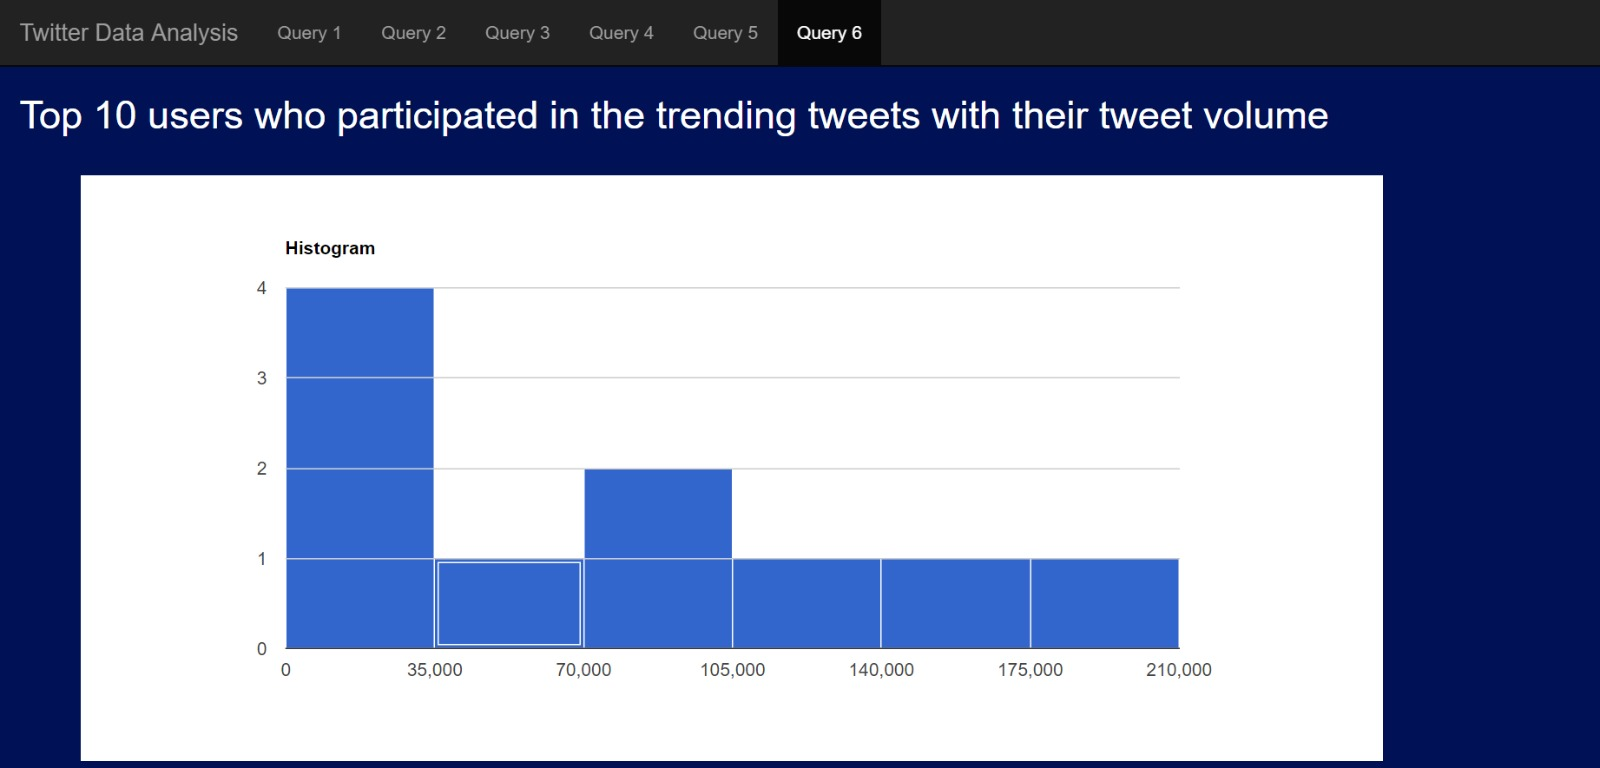 Twitter Data Analysis Query 1 Query 2 Query 3 Query 4 Query 5 Query 6
Top 10 users who participated in the trending tweets with their tweet volume
Histogram
4
3
2
1
0
0 35,000 70,000 105,000 140,000 175,000 210,000